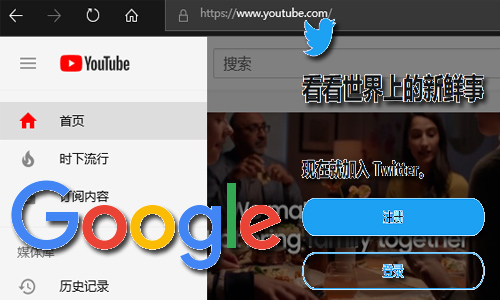 https://www.youtube.com/
YouTube
搜索
看看世界上的新鲜事
首页
时下流行
现在就加入 Twitter。
订阅内容
Google
注册
family together
媒体库
登录
历史记录